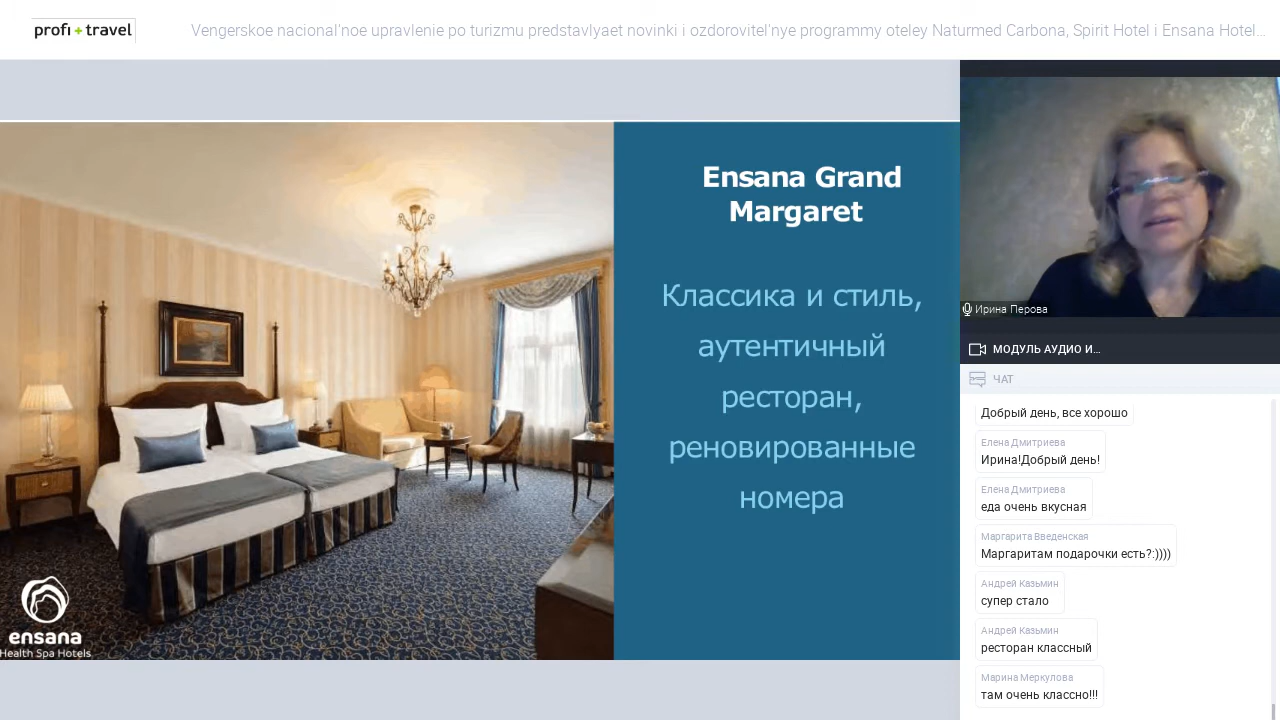 profi + travel
Vengerskoe nacional'noe upravlenie po turizmu predstavlyaet novinki i ozdorovitel'nye programmy oteley Naturmed Carbona, Spirit Hotel i Ensana Hotel...
Ensana Grand
Margaret
Классика и стиль,
аутентичный
ресторан,
реновированные
номера
ensana
Health Spa Hotels
Ирина Перова
МОДУЛЬ АУДИО И...
ЧАТ
Добрый день, все хорошо
Елена Дмитриева
Ирина!Добрый день!
Елена Дмитриева
еда очень вкусная
Маргарита Введенская
Маргаритам подарочки есть?:))))
Андрей Казьмин
супер стало
Андрей Казьмин
ресторан классный
Марина Меркулова
там очень классно!!!